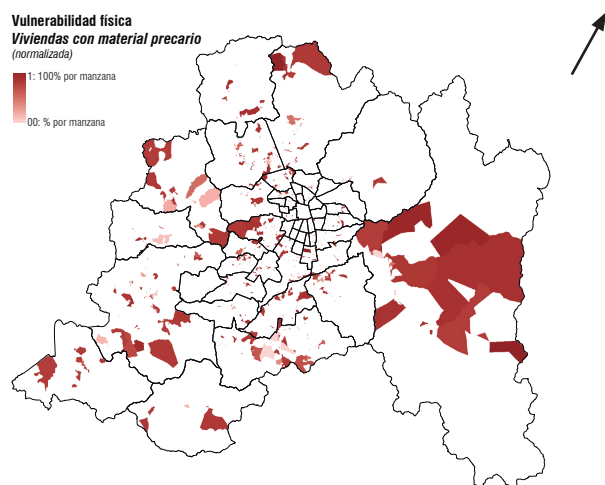 Vulnerabilidad física
Viviendas con material precario
(normalizada)
1: 100% por manzana
00: % por manzana